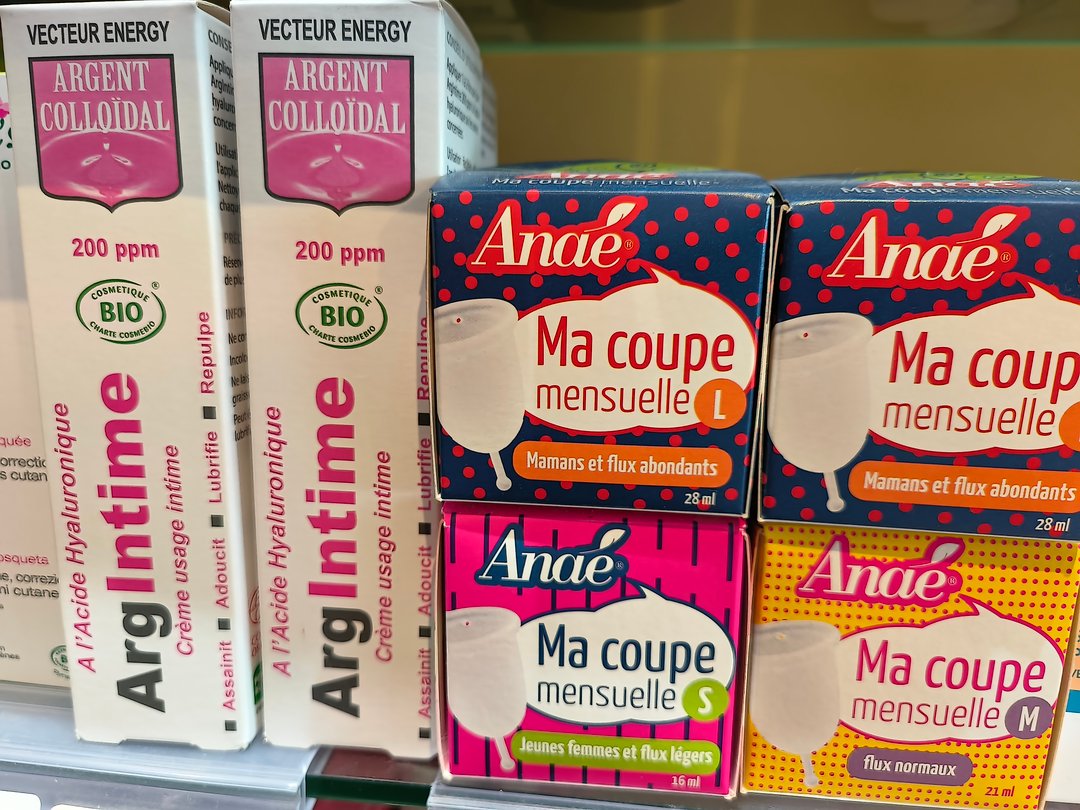 VECTEUR ENERGY
ARGENT
COLLOÏDAL
200 ppm
COSMETIQUE
BIO
CHARTE COSMEBIO
A l'Acide Hyaluronique
ArgIntime
Crème usage intime
Assainit ■ Adoucit ■ Lubrifie ■ Repulpe
VECTEUR ENERGY
ARGENT
COLLOÏDAL
200 ppm
COSMETIQUE
BIO
CHARTE COSMEBIO
A l'Acide Hyaluronique
ArgIntime
Crème usage intime
Assainit ■ Adoucit ■ Lubrifie ■ Repulpe
Ma coupe mensuelle
Anaé
Ma coupe
mensuelle L
Mamans et flux abondants
28 ml
Anaé
Ma coup
mensuelle
Mamans et flux abondants
28 ml
Anaé
Ma coupe
mensuelle S
Jeunes femmes et flux légers
16 ml
Anaé
Ma coupe
mensuelle M
flux normaux
21 ml